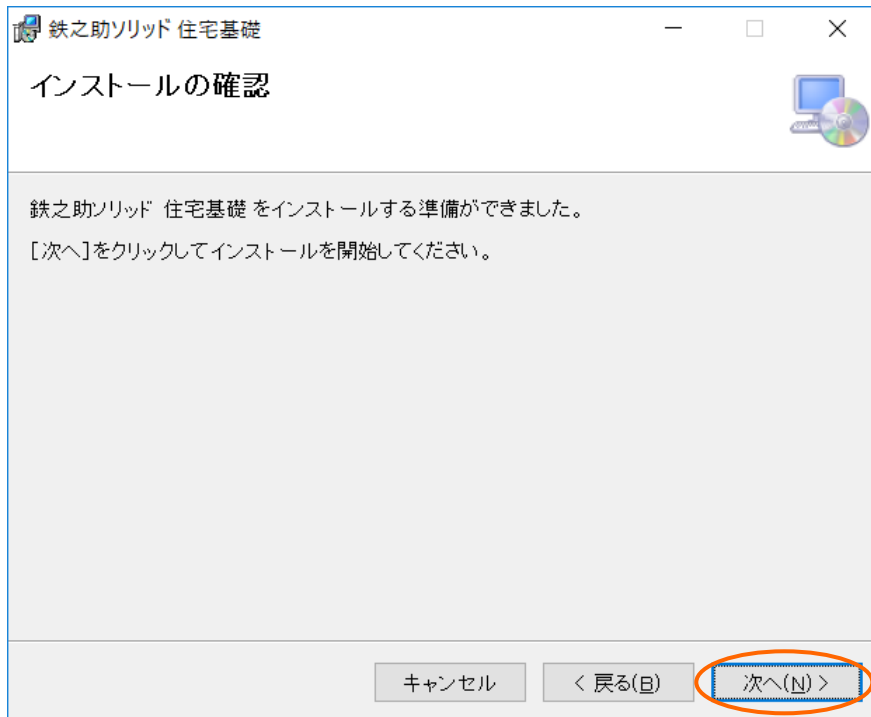 鉄之助ソリッド 住宅基礎
インストールの確認
鉄之助ソリッド 住宅基礎 をインストールする準備ができました。
[次へ]をクリックしてインストールを開始してください。
キャンセル
< 戻る(B)
次へ(N) >